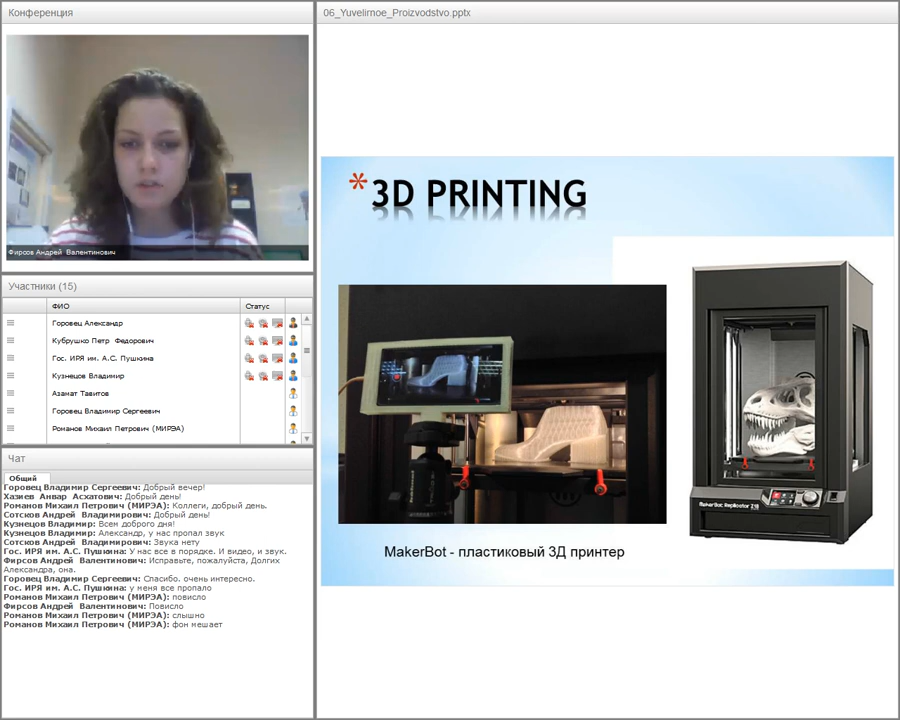 Конференция
Фирсов Андрей Валентинович
Участники (15)
ФИО Статус
Горовец Александр
Кубрушко Петр Федорович
Гос. ИРЯ им. А.С. Пушкина
Кузнецов Владимир
Азамат Тавитов
Горовец Владимир Сергеевич
Романов Михаил Петрович (МИРЭА)
Чат
Общий
Горовец Владимир Сергеевич: Добрый вечер!
Хазиев Анвар Асхатович: Добрый день!
Романов Михаил Петрович (МИРЭА): Коллеги, добрый день.
Сотсков Андрей Владимирович: Добрый день!
Кузнецов Владимир: Всем доброго дня!
Кузнецов Владимир: Александр, у нас пропал звук
Сотсков Андрей Владимирович: Звука нету
Гос. ИРЯ им. А.С. Пушкина: У нас все в порядке. И видео, и звук.
Фирсов Андрей Валентинович: Исправьте, пожалуйста, Долгих
Александра, она.
Горовец Владимир Сергеевич: Спасибо. очень интересно.
Гос. ИРЯ им. А.С. Пушкина: у меня все пропало
Романов Михаил Петрович (МИРЭА): повисло
Фирсов Андрей Валентинович: Повисло
Романов Михаил Петрович (МИРЭА): слышно
Романов Михаил Петрович (МИРЭА): фон мешает
06_Yuvelirnoe_Proizvodstvo.pptx
*3D PRINTING
MakerBot Replicator Z18
MakerBot - пластиковый 3Д принтер